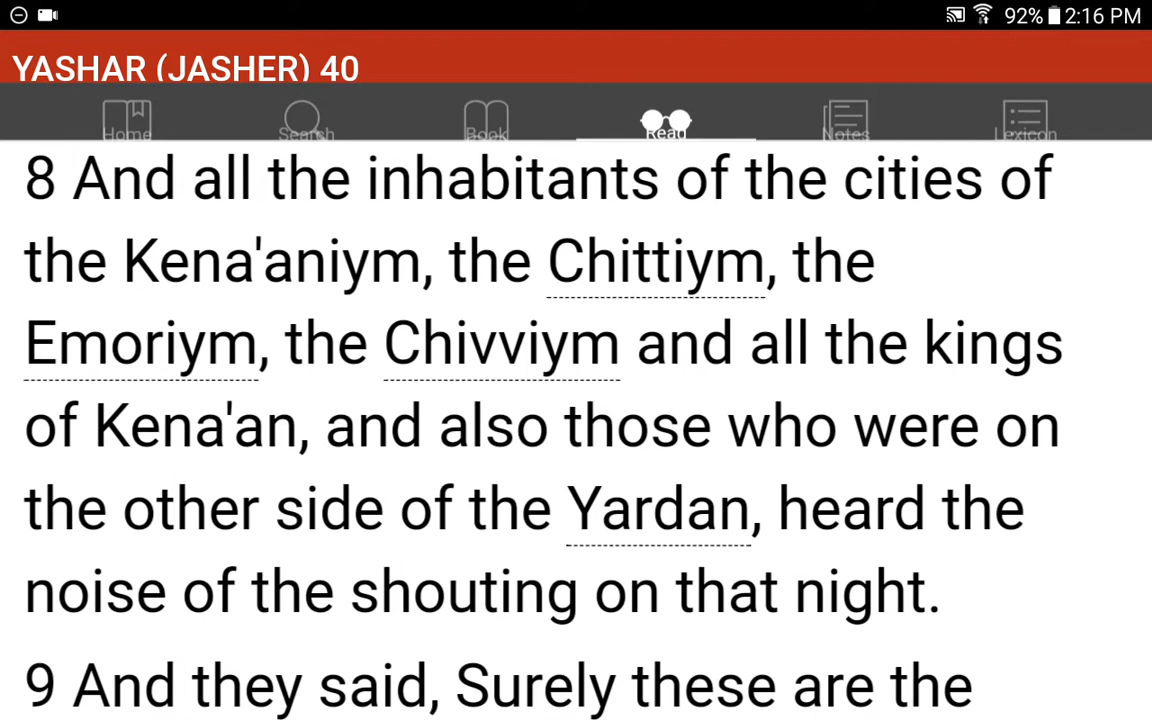 92% 2:16 PM
YASHAR (JASHER) 40
Home Search Book Read Notes Lexicon
8 And all the inhabitants of the cities of
the Kena'aniym, the Chittiym, the
Emoriym, the Chivviym and all the kings
of Kena'an, and also those who were on
the other side of the Yardan, heard the
noise of the shouting on that night.
9 And they said, Surely these are the